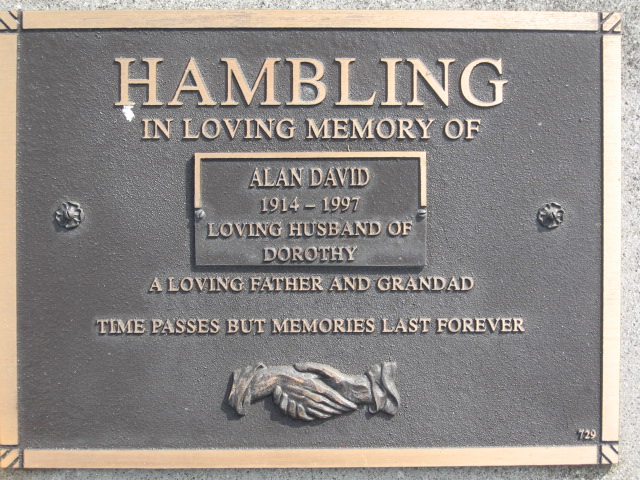 HAMBLING
IN LOVING MEMORY OF
ALAN DAVID
1914 – 1997
LOVING HUSBAND OF
DOROTHY
A LOVING FATHER AND GRANDAD
TIME PASSES BUT MEMORIES LAST FOREVER
729